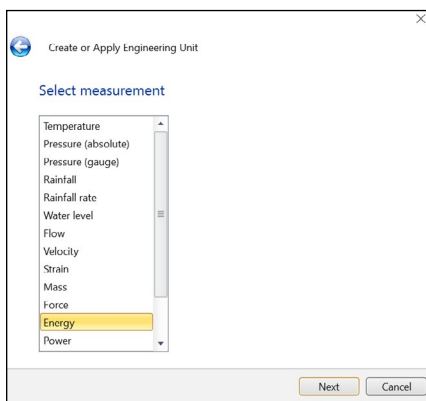 Create or Apply Engineering Unit
Select measurement
Temperature
Pressure (absolute)
Pressure (gauge)
Rainfall
Rainfall rate
Water level
Flow
Velocity
Strain
Mass
Force
Energy
Power
Next
Cancel